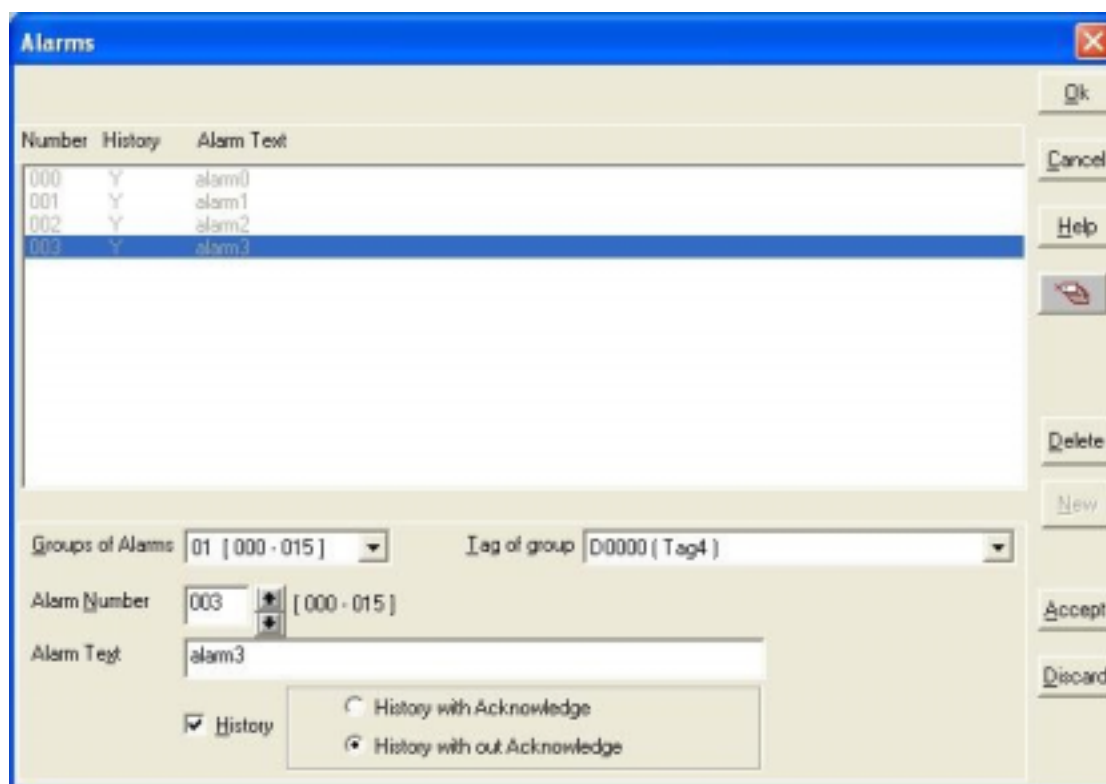 Alarms
Ok
Number History Alarm Text
Cancel
000 Y alarm0
001 Y alarm1
002 Y alarm2
003 Y alarm3
Help
Delete
New
Groups of Alarms 01 [ 000 - 015 ] Tag of group D0000 ( Tag4 )
Alarm Number 003 [ 000 - 015 ]
Accept
Alarm Text alarm3
Discard
History
History with Acknowledge
History with out Acknowledge